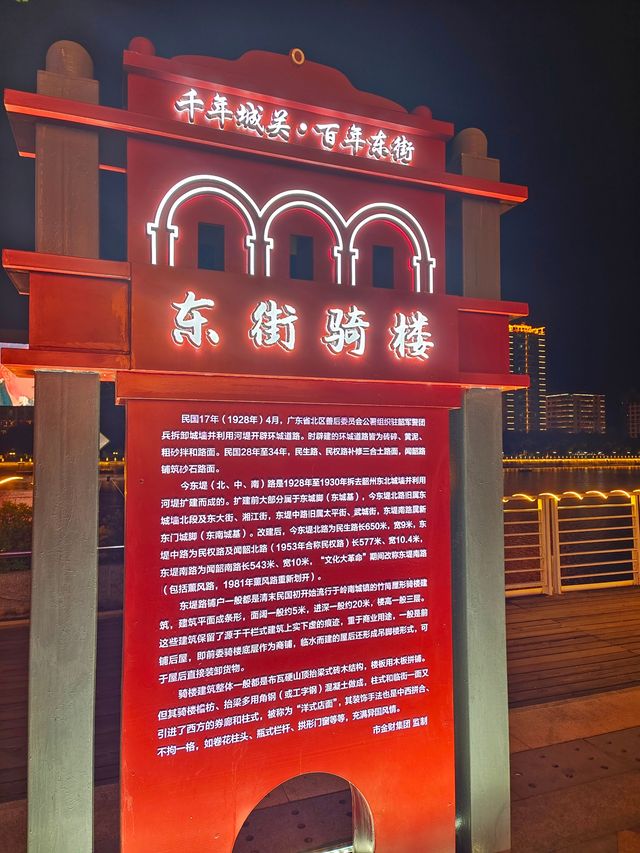 千年城关·百年东街
东街骑楼
民国17年（1928年）4月，广东省北区善后委员会公署组织驻韶军警团
兵拆卸城墙并利用河堤开辟环城道路。时辟建的环城道路皆为砖碎、黄泥、
粗砂拌和路面。民国28年至34年，民生路、民权路补修三合土路面，闻韶路
铺筑砂石路面。
今东堤（北、中、南）路是1928年至1930年拆去韶州东北城墙并利用
河堤扩建而成的。扩建前大部分属于东城脚（东城基），今东堤北路旧属东
城墙北段及东大街、湘江街，东堤中路旧属太平街、武城街，东堤南路属新
东门城脚（东南城基）。改建后，今东堤北路为民生路长650米，宽9米，东
堤中路为民权路及闻韶北路（1953年合称民权路）长577米，宽10.4米，
东堤南路为闻韶南路长543米、宽10米，“文化大革命”期间改称东堤南路
（包括薰风路，1981年薰风路重新划开）。
东堤路铺户一般都是清末民国初开始流行于岭南城镇的竹筒屋形骑楼建
筑，建筑平面成条形，面阔一般约5米，进深一般约20米，楼高一般三层。
这些建筑保留了源于干栏式建筑上实下虚的痕迹，重于商业用途，一般是前
铺后屋，即前委骑楼底层作为商铺，临水而建的屋后还形成吊脚楼形式，可
于屋后直接装卸货物。
骑楼建筑整体一般都是布瓦硬山顶抬梁式砖木结构，楼板用木板拼铺。
但其骑楼檐枋、抬梁多用角钢（或工字钢）混凝土做成，柱式和临街一面又
引进了西方的券廊和柱式，被称为“洋式店面”，其装饰手法也是中西拼合、
不拘一格，如卷花柱头、瓶式栏杆、拱形门窗等等，充满异国风情。
市金财集团 监制